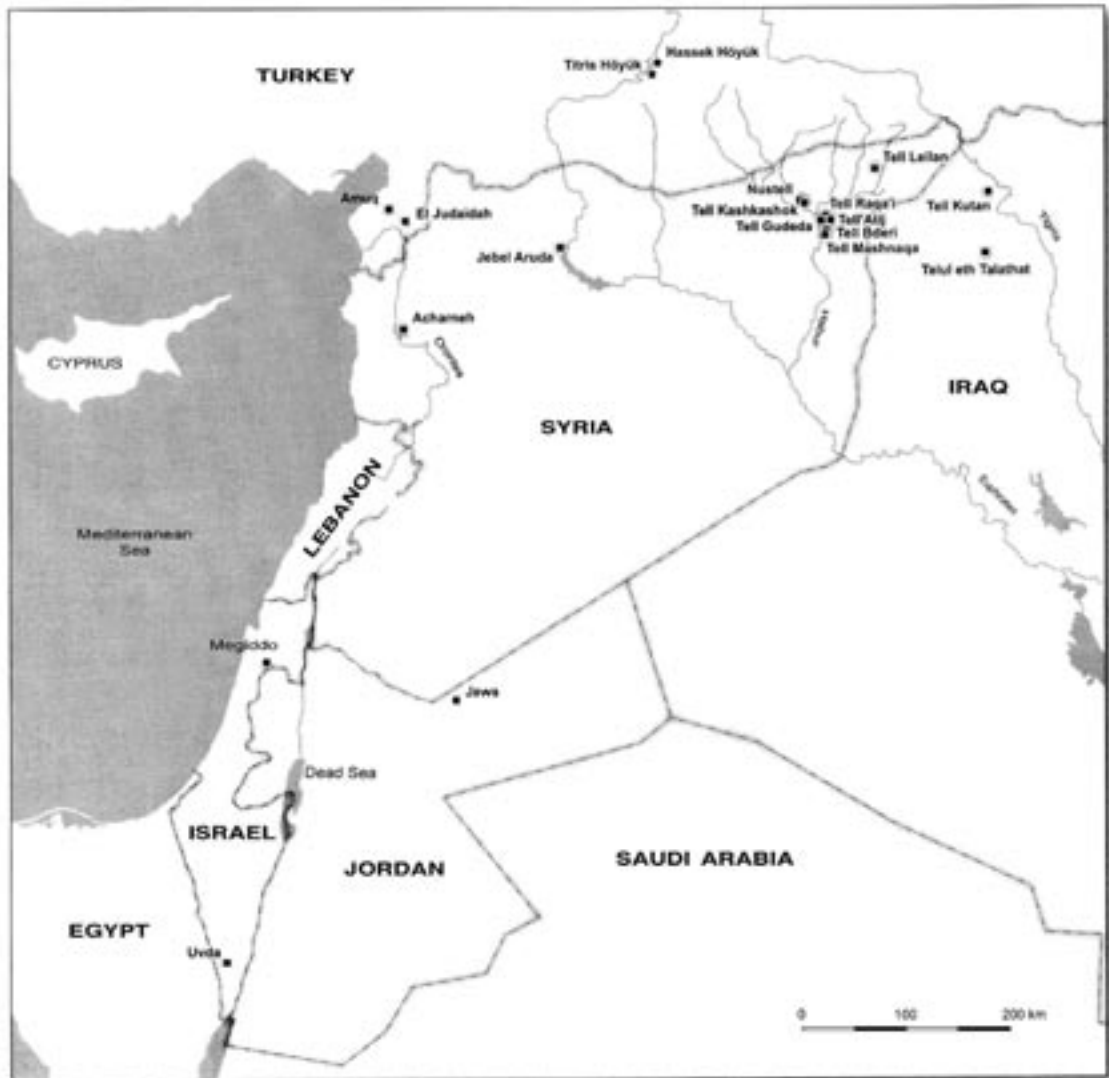 TURKEY
Hassek Höyük
Titris Höyük
Tell Leilan
Nustell
Tell Raqa'i
Tell Kutan
Tell Kashkashok
Tell'Atij
Tell Gudeda
Tell Bderi
Tell Mashnaqa
Tigris
Amuq
El Judaidah
Jebel Aruda
Telul eth Talathat
Acharneh
Orontes
Habur
CYPRUS
IRAQ
SYRIA
LEBANON
Euphrates
Mediterranean
Sea
Megiddo
Jawa
Dead Sea
ISRAEL
JORDAN
SAUDI ARABIA
EGYPT
Uvda
0 100 200 km